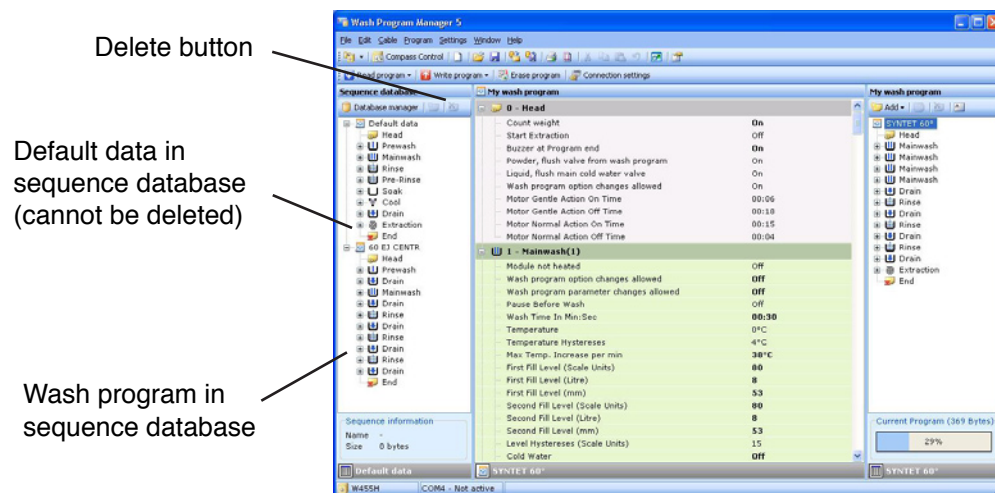 Delete button
Default data in
sequence database
(cannot be deleted)
Wash program in
sequence database
Wash Program Manager 5
File Edit Cable Program Settings Window Help
Compass Control
Read program Write program Erase program Connection settings
Sequence database
Database manager
Default data
Head
Prewash
Mainwash
Rinse
Pre-Rinse
Soak
Cool
Drain
Extraction
End
60 EJ CENTR
Head
Prewash
Drain
Mainwash
Drain
Rinse
Drain
Rinse
Drain
Rinse
Drain
End
Sequence information
Name -
Size 0 bytes
Default data
My wash program
0 - Head
Count weight On
Start Extraction Off
Buzzer at Program end On
Powder, flush valve from wash program On
Liquid, flush main cold water valve On
Wash program option changes allowed On
Motor Gentle Action On Time 00:06
Motor Gentle Action Off Time 00:10
Motor Normal Action On Time 00:15
Motor Normal Action Off Time 00:04
1 - Mainwash(1)
Module not heated Off
Wash program option changes allowed Off
Wash program parameter changes allowed Off
Pause Before Wash Off
Wash Time In Min:Sec 00:30
Temperature 0°C
Temperature Hystereses 4°C
Max Temp. Increase per min 30°C
First Fill Level (Scale Units) 80
First Fill Level (Litre) 8
First Fill Level (mm) 53
Second Fill Level (Scale Units) 80
Second Fill Level (Litre) 8
Second Fill Level (mm) 53
Level Hystereses (Scale Units) 15
Cold Water Off
SYNTET 60°
My wash program
Add
SYNTET 60°
Head
Mainwash
Mainwash
Mainwash
Mainwash
Drain
Rinse
Drain
Rinse
Drain
Rinse
Drain
Extraction
End
Current Program (369 Bytes)
29%
SYNTET 60°
W455H COM4 - Not active